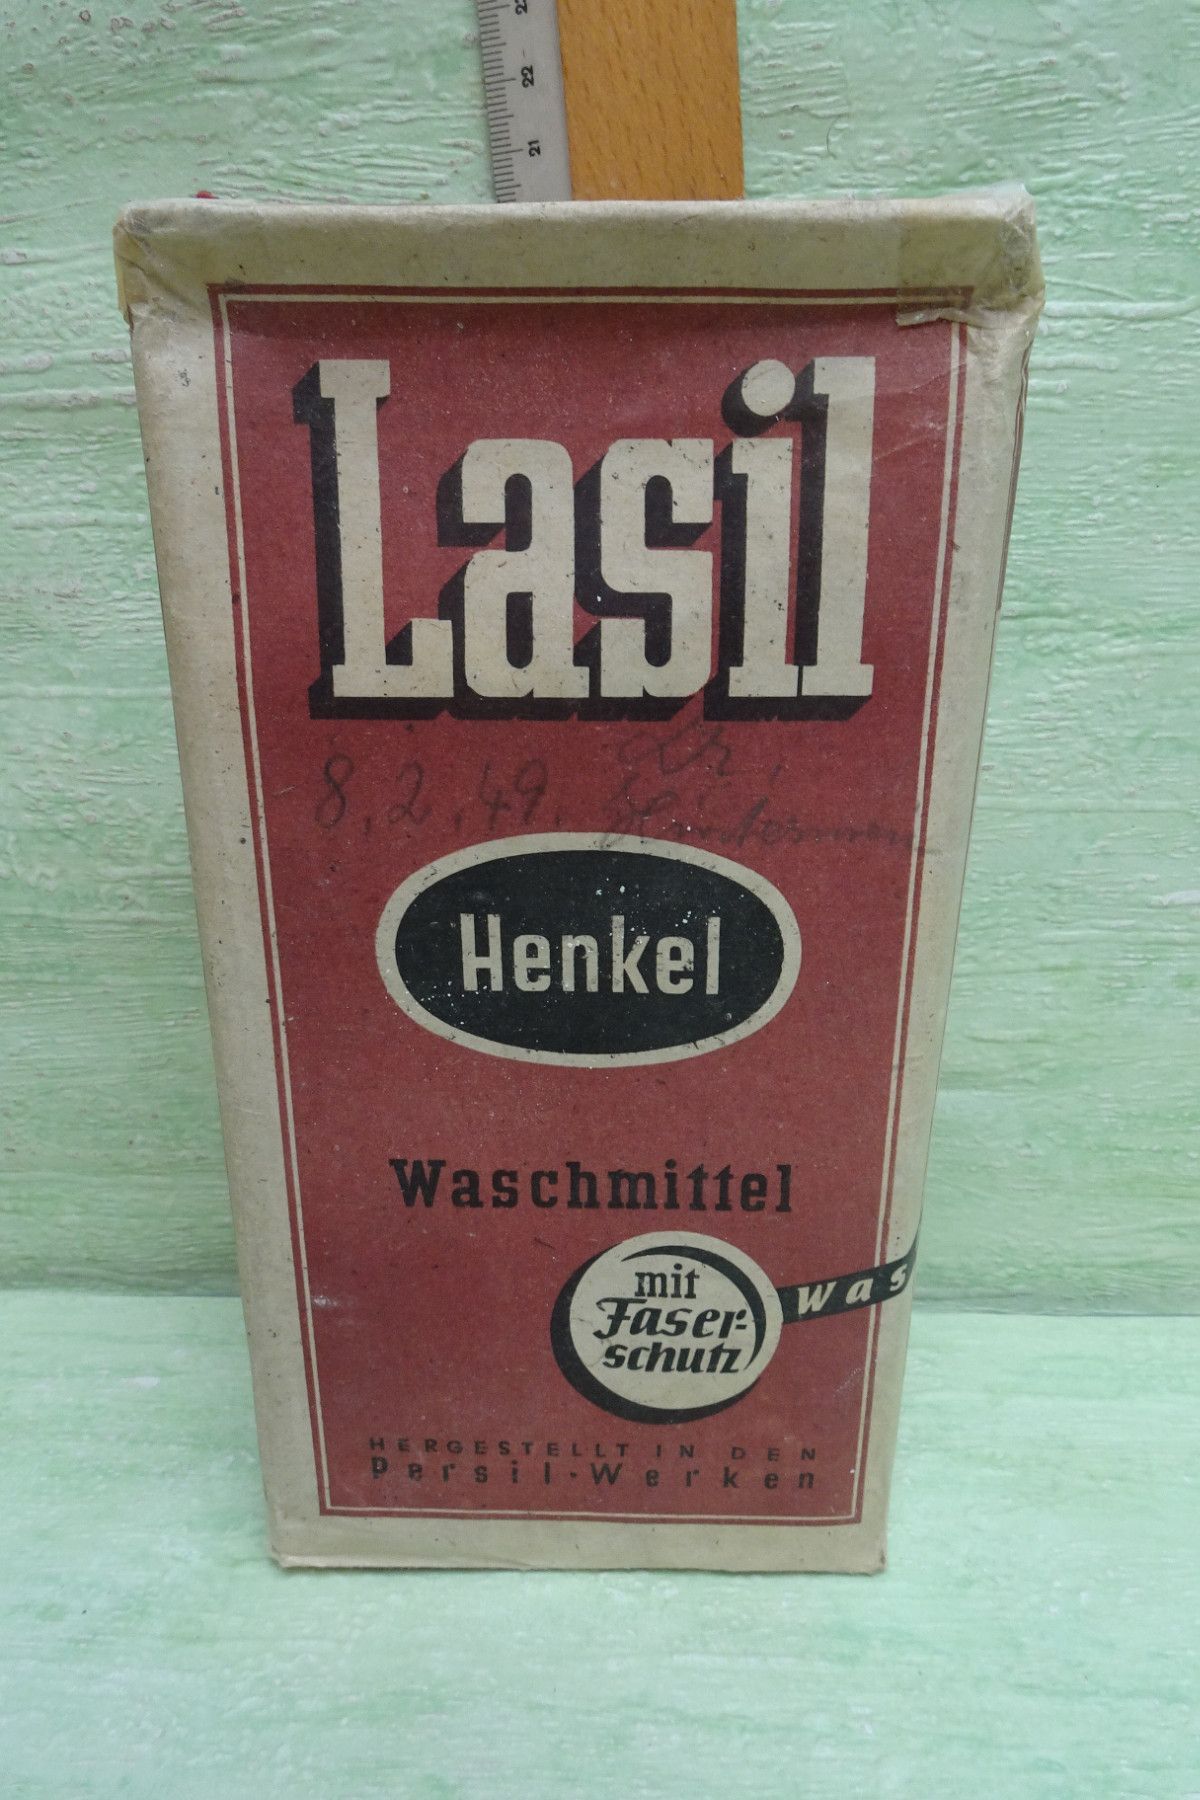 22
21
Lasil
8.2.49.
Henkel
Waschmittel
mit
Faser-
schutz
Was
HERGESTELLT IN DEN
Persil-Werken